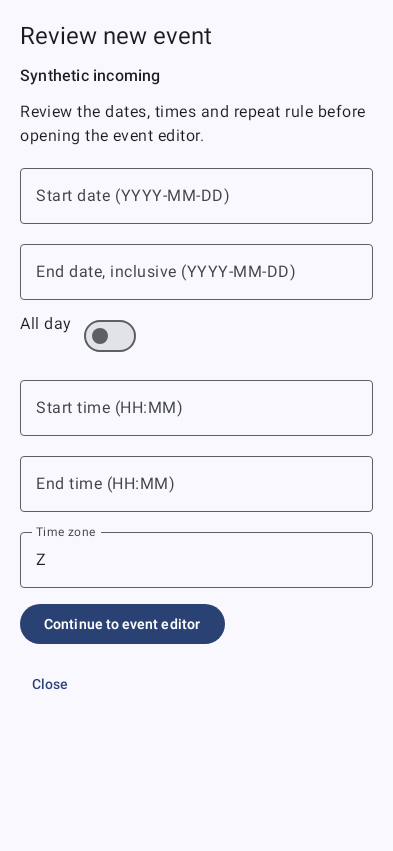 Review new event
Synthetic incoming
Review the dates, times and repeat rule before
opening the event editor.
Start date (YYYY-MM-DD)
End date, inclusive (YYYY-MM-DD)
All day
Start time (HH:MM)
End time (HH:MM)
Time zone
Z
Continue to event editor
Close